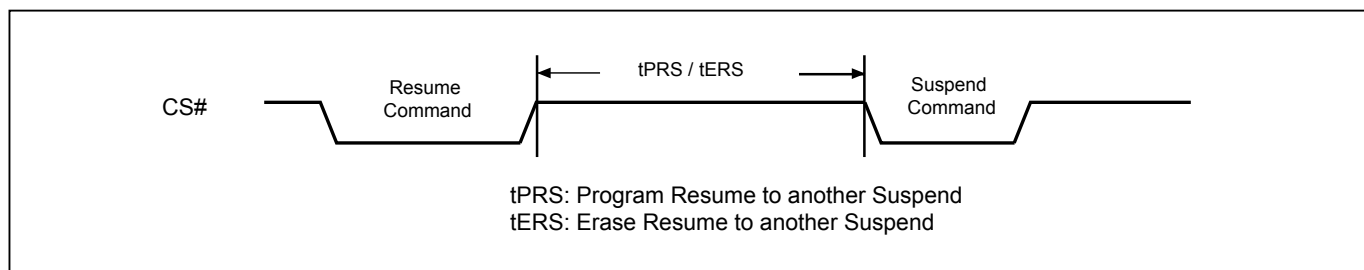 tPRS / tERS
Resume
Command
Suspend
Command
CS#
tPRS: Program Resume to another Suspend
tERS: Erase Resume to another Suspend